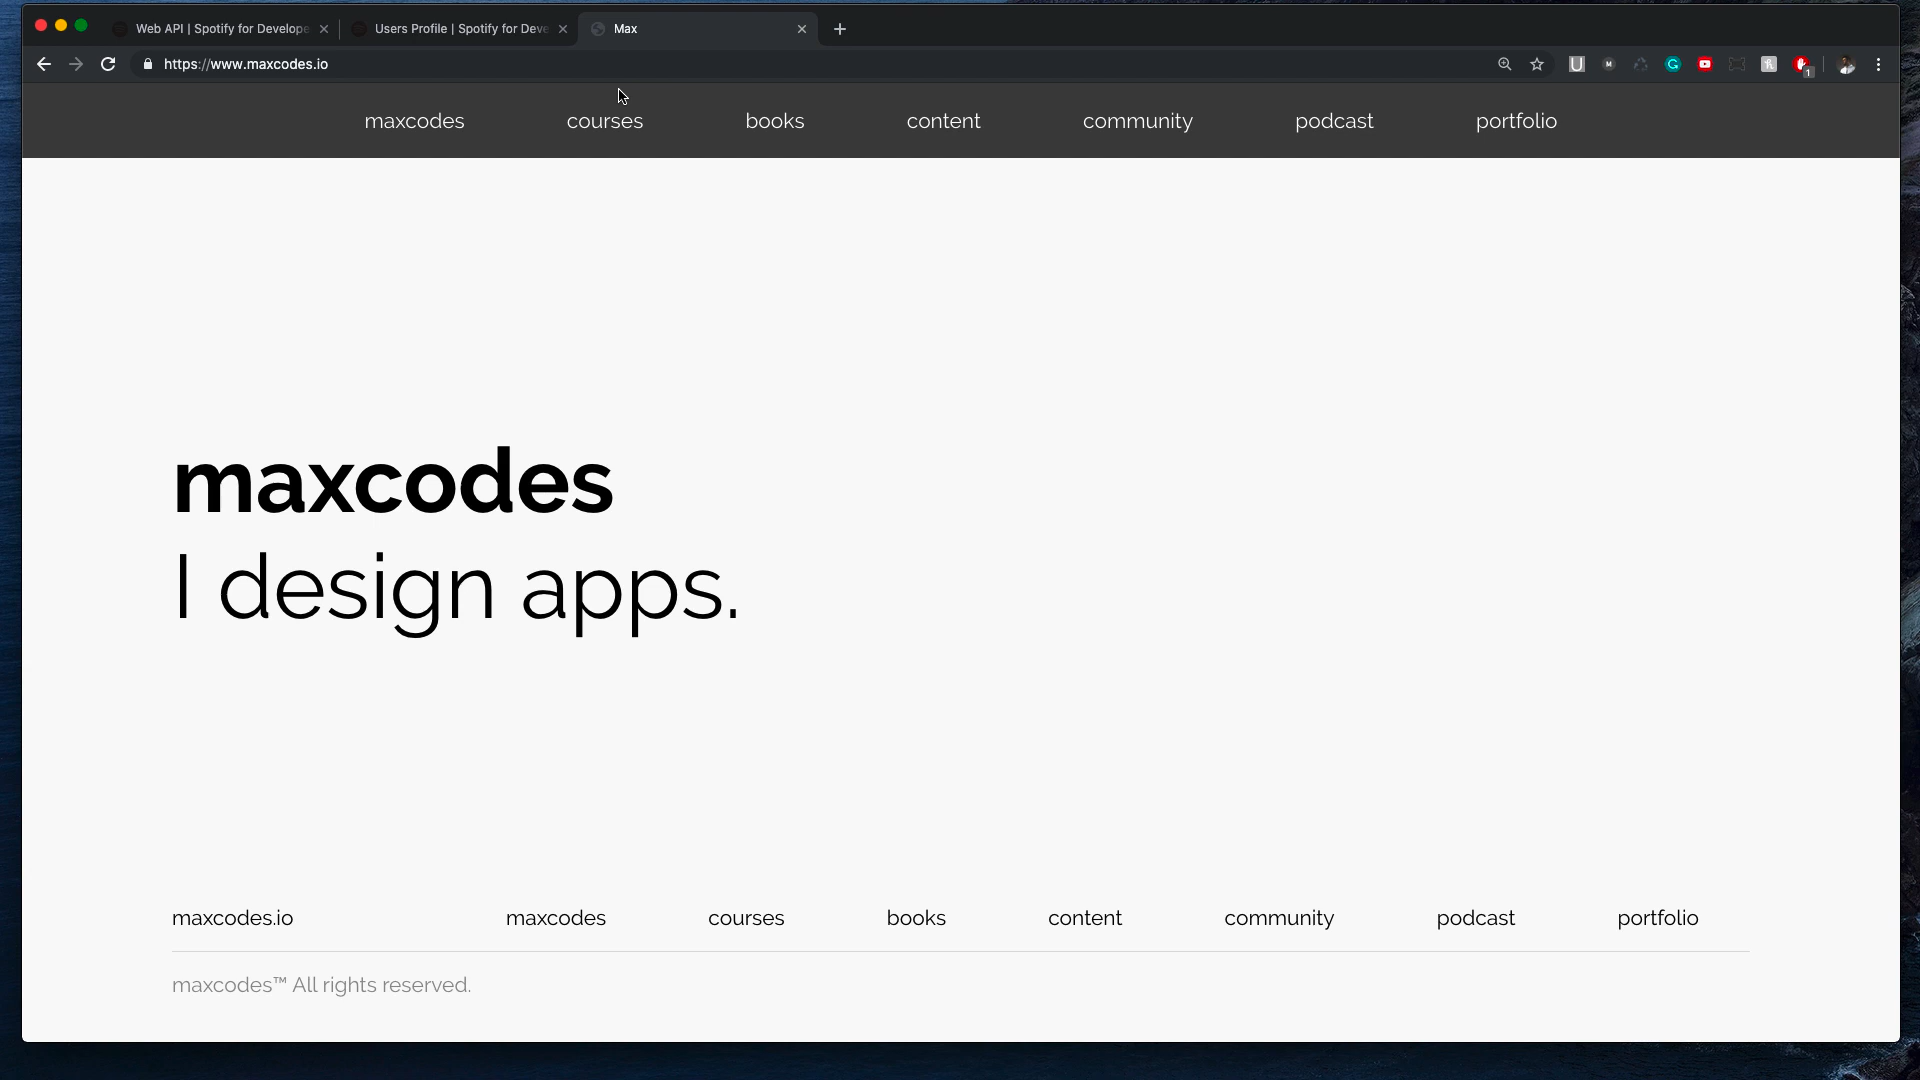 Web API | Spotify for Develope
Users Profile | Spotify for Deve
Max
https://www.maxcodes.io
1
maxcodes courses books content community podcast portfolio
maxcodes
I design apps.
maxcodes.io maxcodes courses books content community podcast portfolio
maxcodes™ All rights reserved.